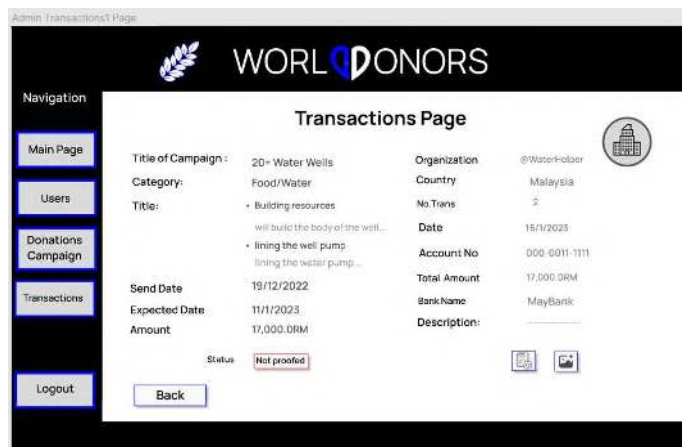 Admin Transactions1 Page
WORLDDONORS
Navigation
Main Page
Users
Donations
Campaign
Transactions
Logout
Transactions Page
Title of Campaign : 20+ Water Wells
Category: Food/Water
Title: • Building resources
will build the body of the well...
• lining the well pump
lining the water pump...
Send Date 19/12/2022
Expected Date 11/1/2023
Amount 17,000.0RM
Organization @WaterHelper
Country Malaysia
No.Trans 2
Date 16/1/2023
Account No 000-0011-1111
Total Amount 17,000.0RM
Bank Name MayBank
Description: -------------
Status Not proofed
Back